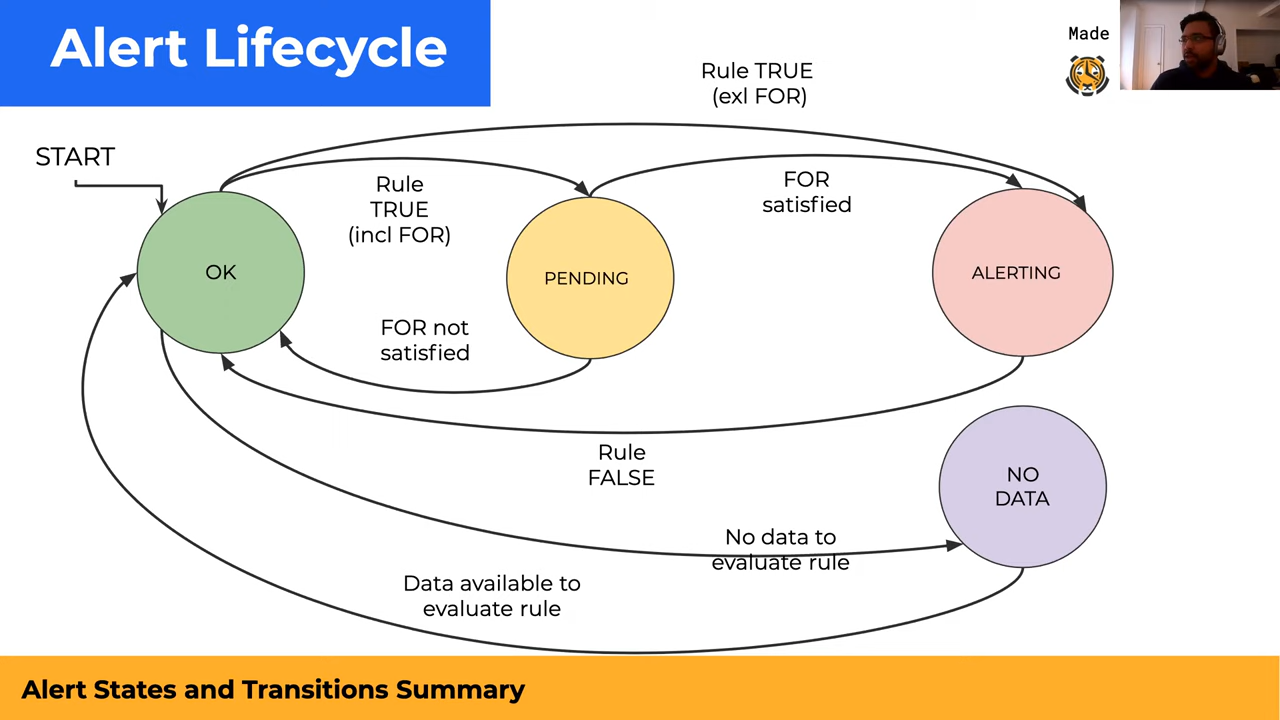 Alert Lifecycle
Made
Rule TRUE
(exl FOR)
START
Rule
TRUE
(incl FOR)
FOR
satisfied
OK
PENDING
ALERTING
FOR not
satisfied
Rule
FALSE
NO
DATA
No data to
evaluate rule
Data available to
evaluate rule
Alert States and Transitions Summary